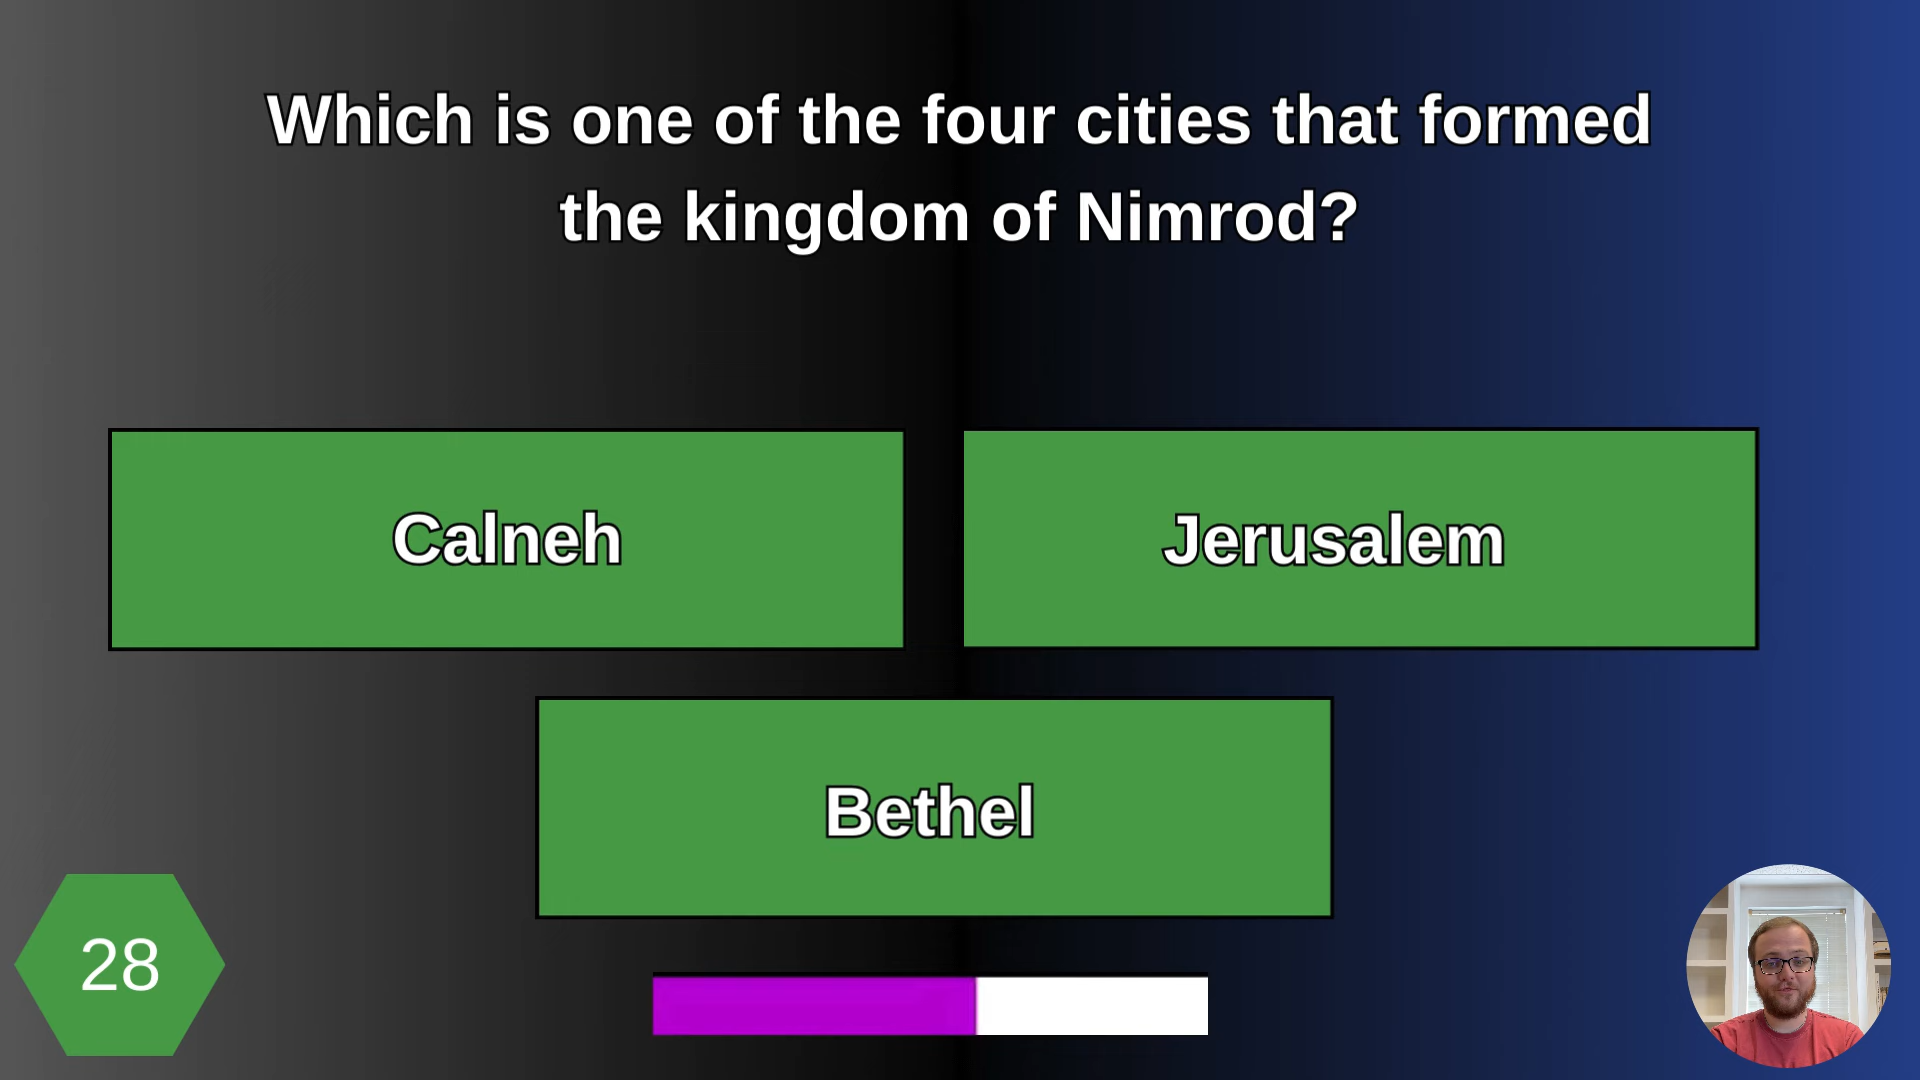 Which is one of the four cities that formed
the kingdom of Nimrod?
Calneh
Jerusalem
Bethel
28